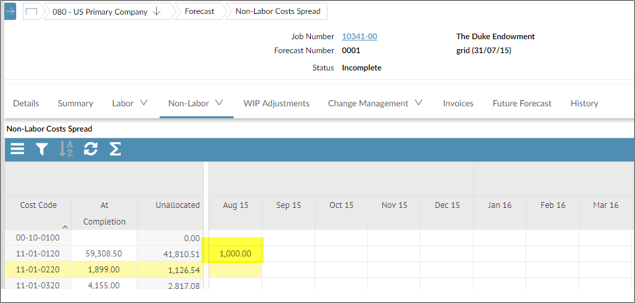 080 - US Primary Company Forecast Non-Labor Costs Spread
Job Number 10341-00 The Duke Endowment
Forecast Number 0001 grid (31/07/15)
Status Incomplete
Details Summary Labor Non-Labor WIP Adjustments Change Management Invoices Future Forecast History
Non-Labor Costs Spread
A
Z
Σ
Cost Code At Completion Unallocated Aug 15 Sep 15 Oct 15 Nov 15 Dec 15 Jan 16 Feb 16 Mar 16
00-10-0100 0.00
11-01-0120 59,308.50 41,810.51 1,000.00
11-01-0220 1,899.00 1,126.54
11-01-0320 4,155.00 2,817.08